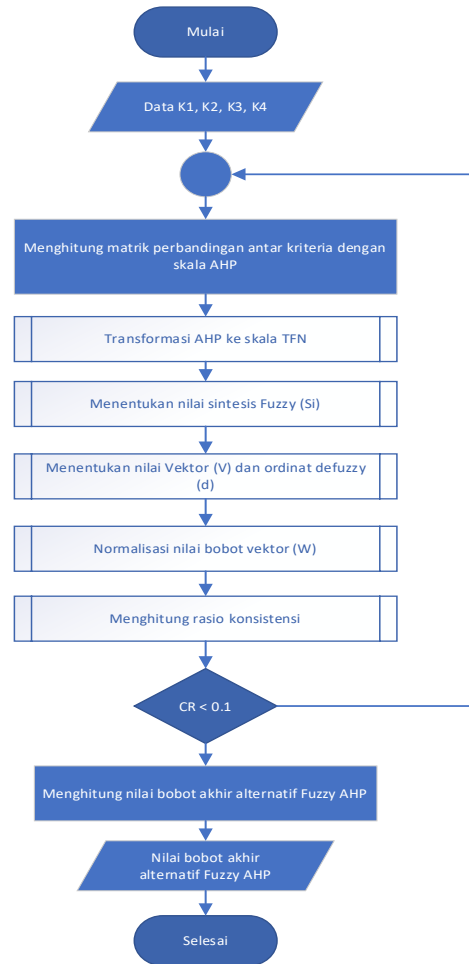 Mulai
Data K1, K2, K3, K4
Menghitung matrik perbandingan antar kriteria dengan
skala AHP
Transformasi AHP ke skala TFN
Menentukan nilai sintesis Fuzzy (Si)
Menentukan nilai Vektor (V) dan ordinat defuzzy
(d)
Normalisasi nilai bobot vektor (W)
Menghitung rasio konsistensi
CR < 0.1
Menghitung nilai bobot akhir alternatif Fuzzy AHP
Nilai bobot akhir
alternatif Fuzzy AHP
Selesai